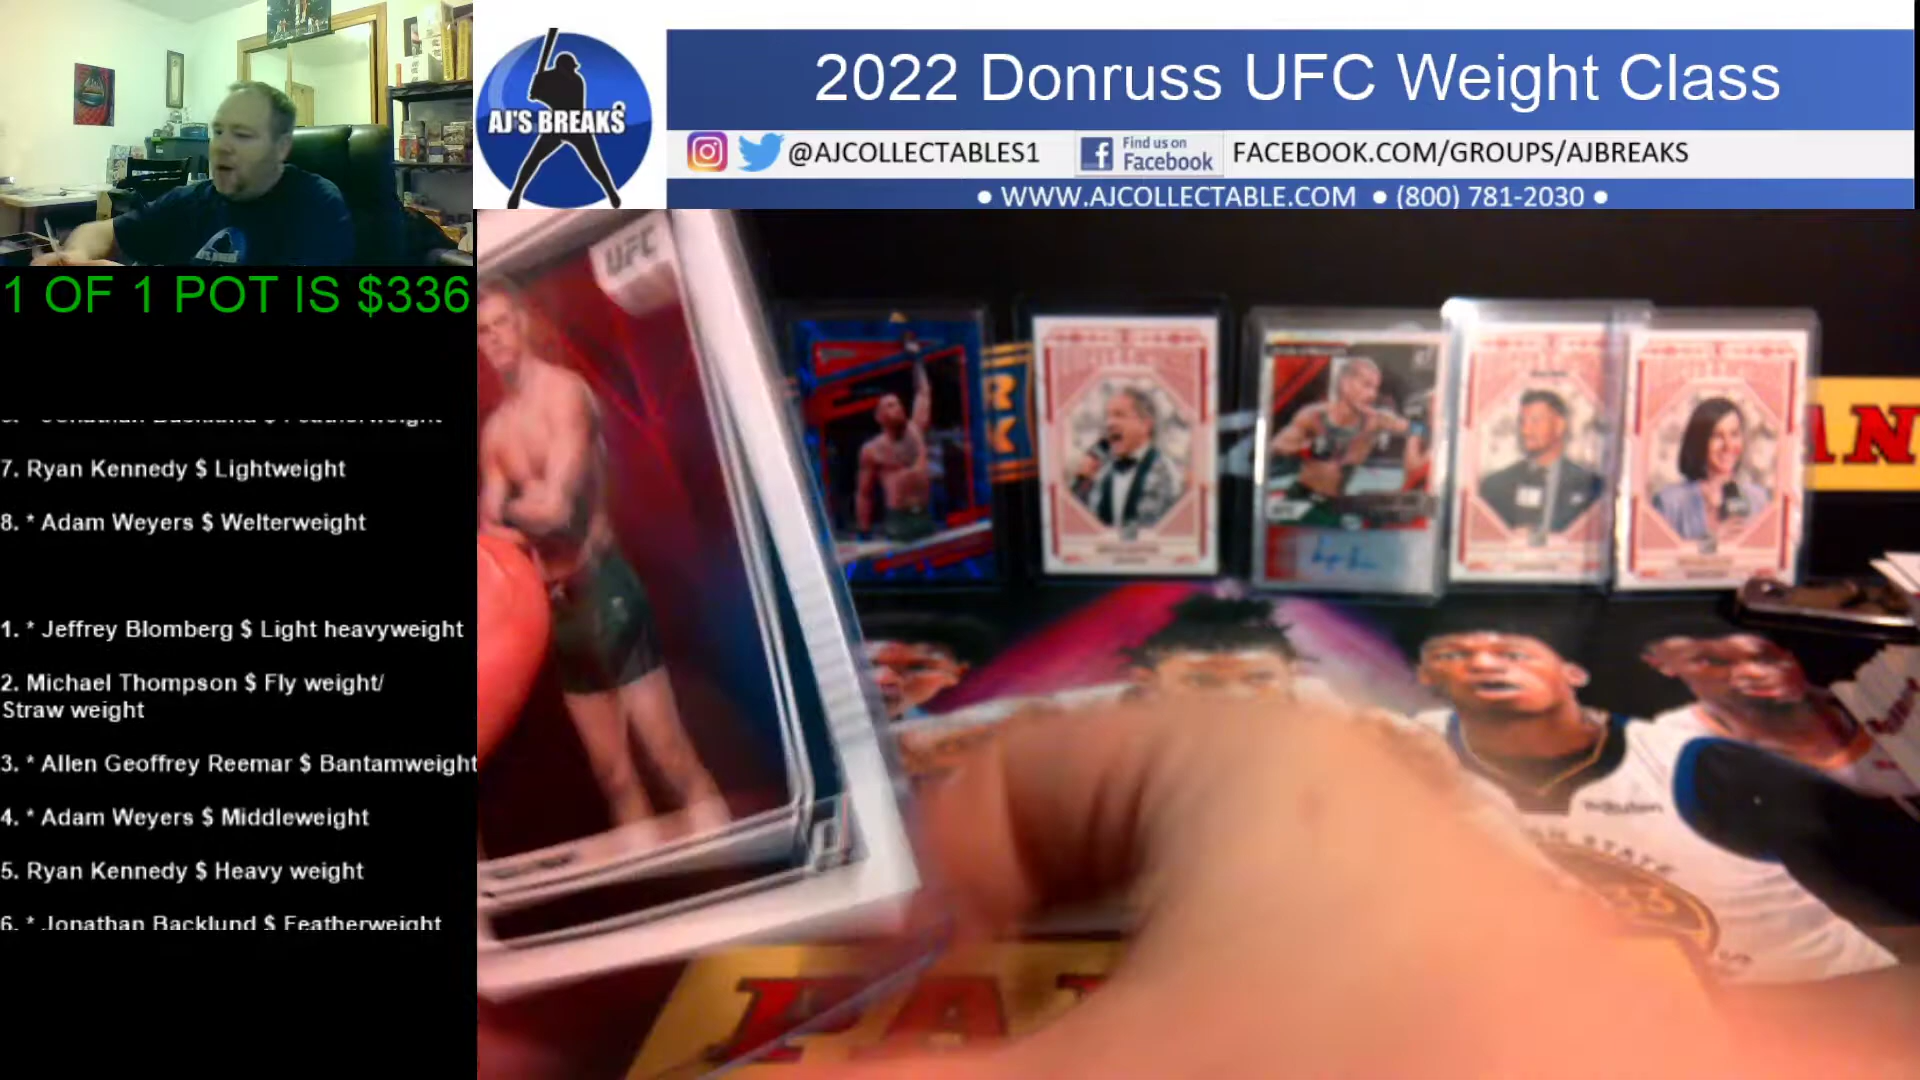 2022 Donruss UFC Weight Class
AJ'S BREAKS
@AJCOLLECTABLES1
Find us on
Facebook
FACEBOOK.COM/GROUPS/AJBREAKS
• WWW.AJCOLLECTABLE.COM • (800) 781-2030 •
1 OF 1 POT IS $336
7. Ryan Kennedy $ Lightweight
8. * Adam Weyers $ Welterweight
1. * Jeffrey Blomberg $ Light heavyweight
2. Michael Thompson $ Fly weight/
Straw weight
3. * Allen Geoffrey Reemar $ Bantamweight
4. * Adam Weyers $ Middleweight
5. Ryan Kennedy $ Heavy weight
6. * Jonathan Backlund $ Featherweight
UFC